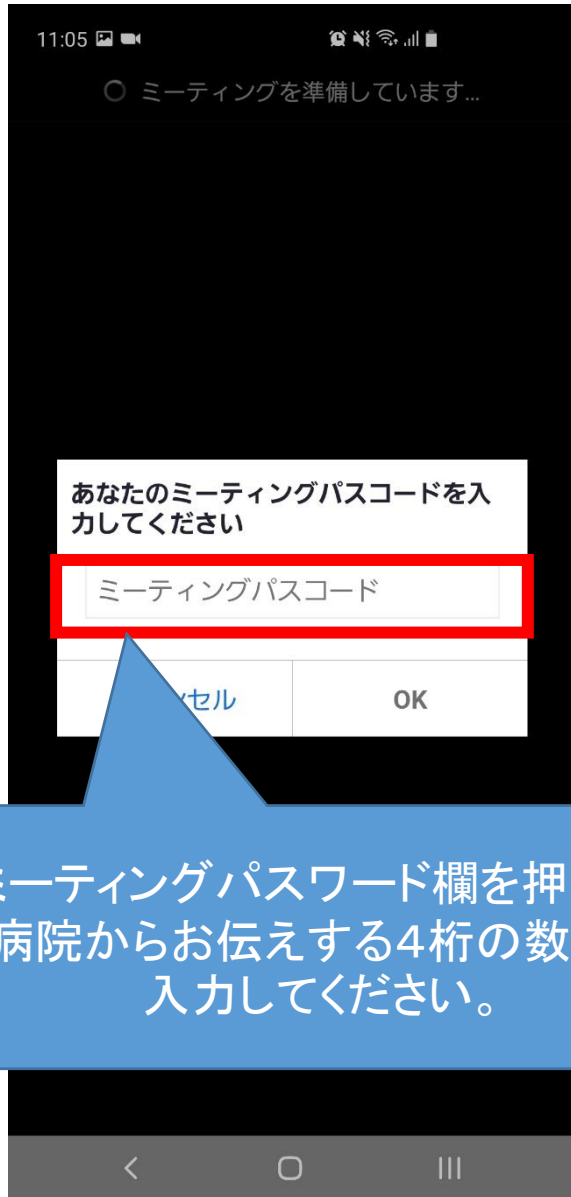 11:05
ミーティングを準備しています...
あなたのミーティングパスコードを入
力してください
ミーティングパスコード
セル
OK
ーティングパスワード欄を押
病院からお伝えする4桁の数
入力してください。